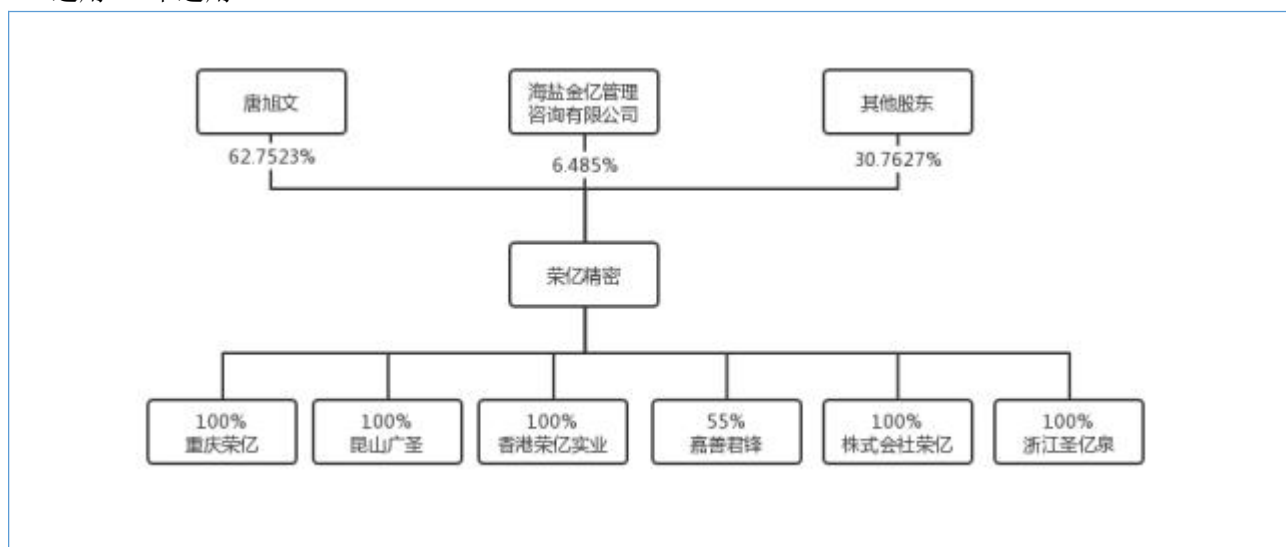 唐旭文
海盐金亿管理
咨询有限公司
其他股东
62.7523%
6.485%
30.7627%
荣亿精密
100%
重庆荣亿
100%
昆山广圣
100%
香港荣亿实业
55%
嘉善君锋
100%
株式会社荣亿
100%
浙江圣亿泉